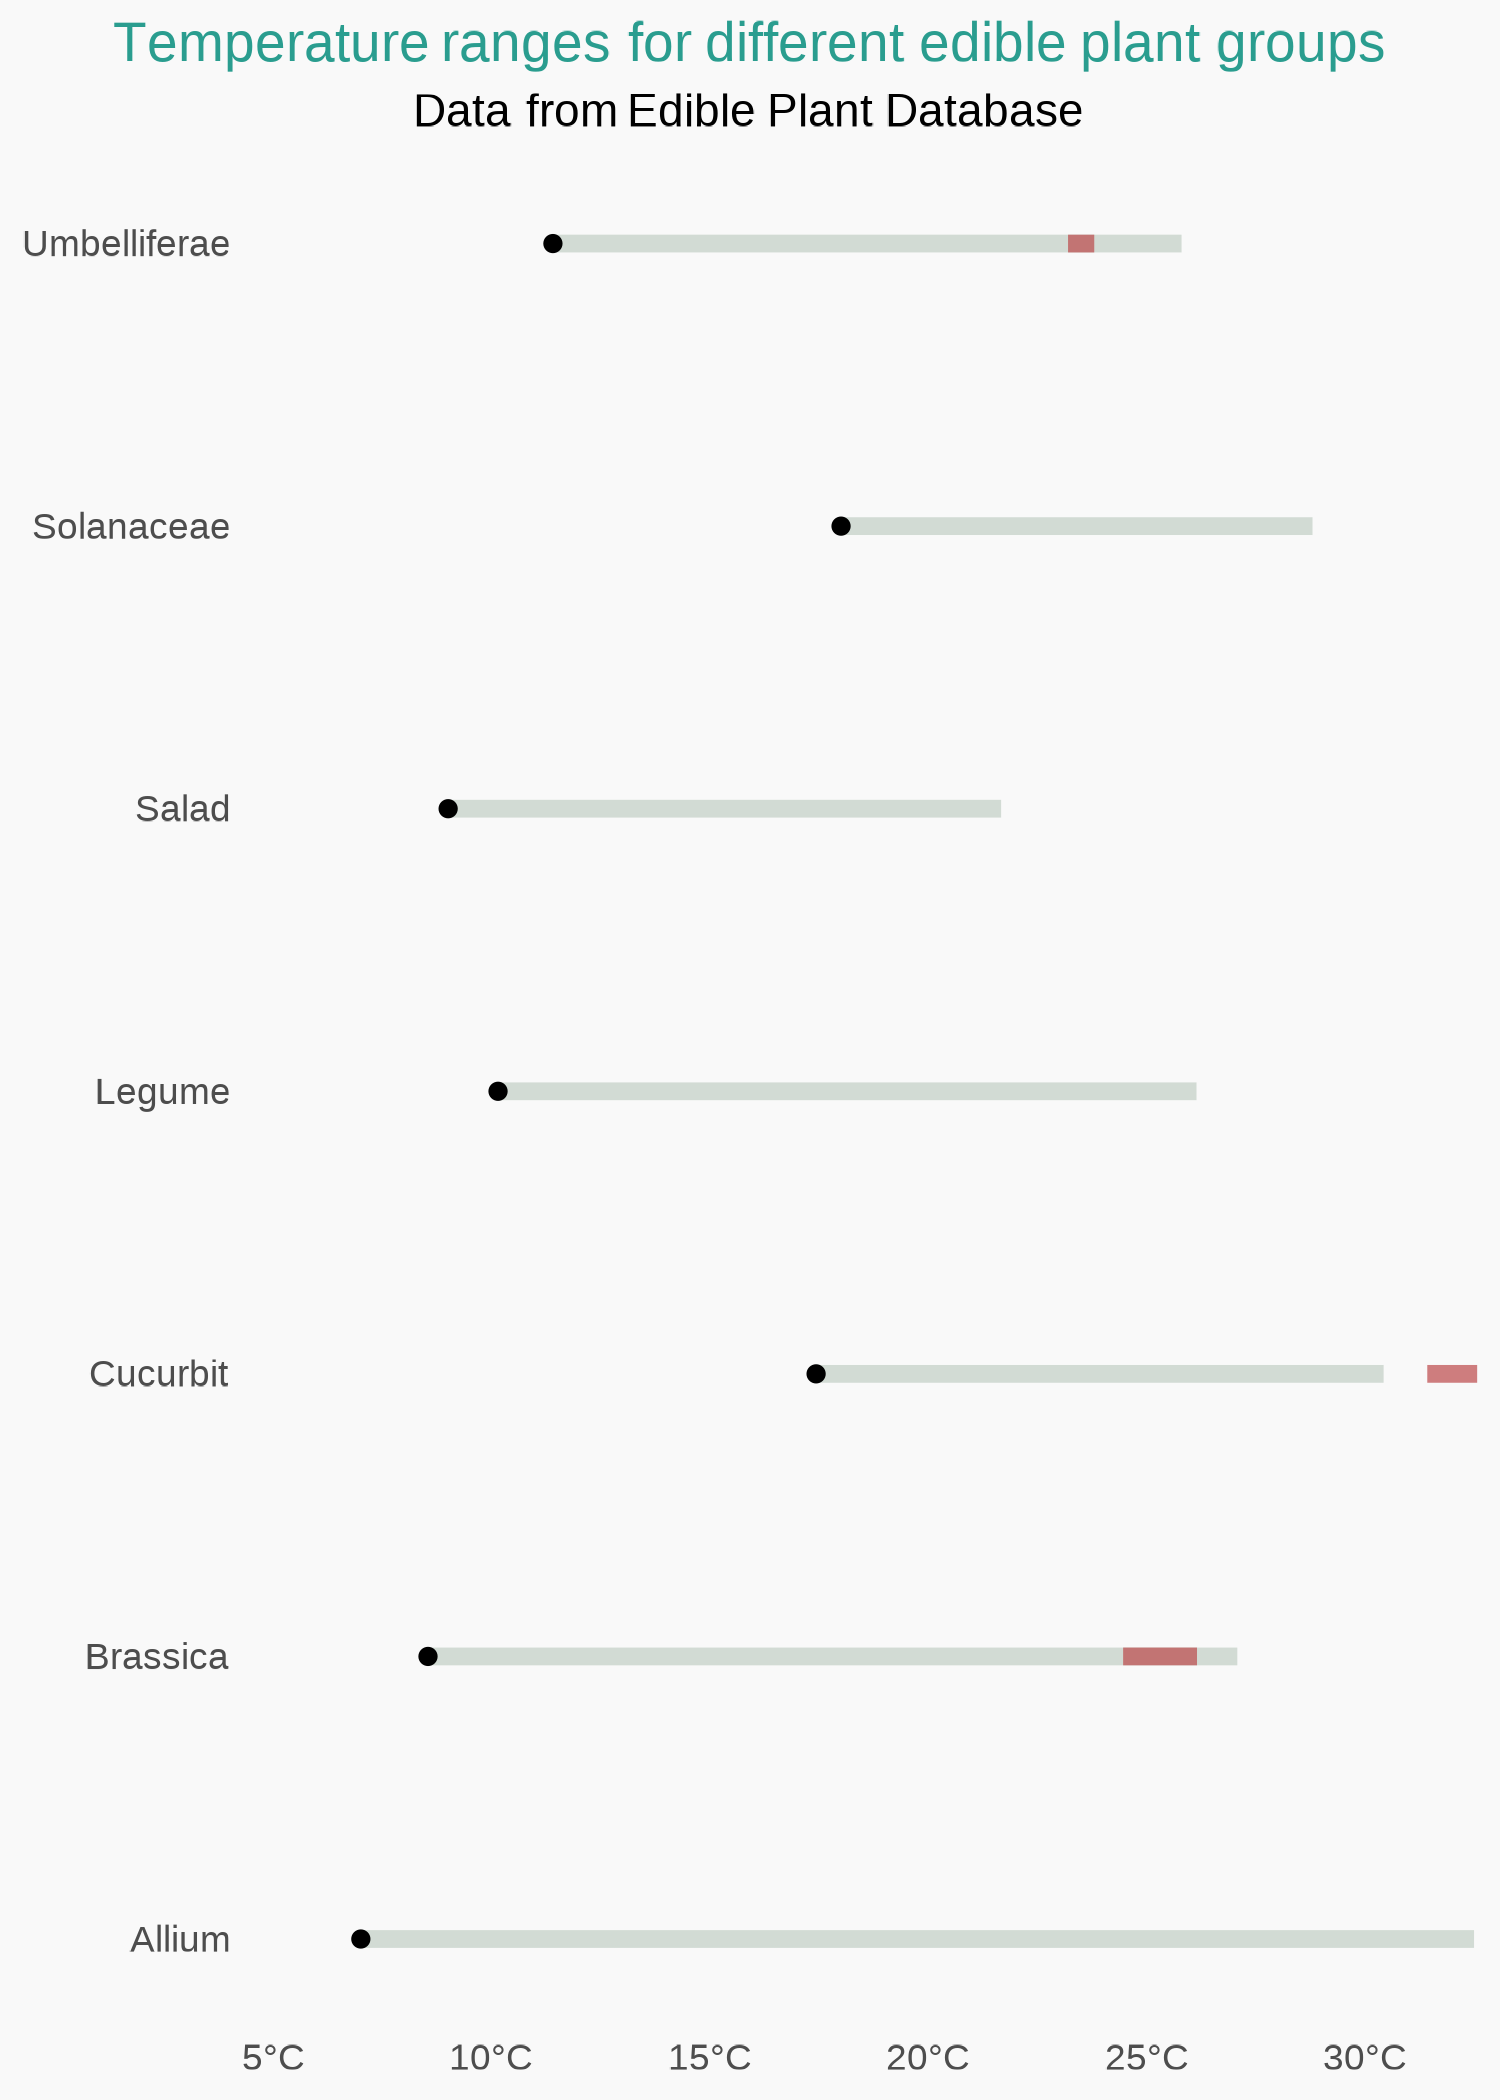 Temperature ranges for different edible plant groups
Data from Edible Plant Database
Umbelliferae
Solanaceae
Salad
Legume
Cucurbit
Brassica
Allium
5°C 10°C 15°C 20°C 25°C 30°C